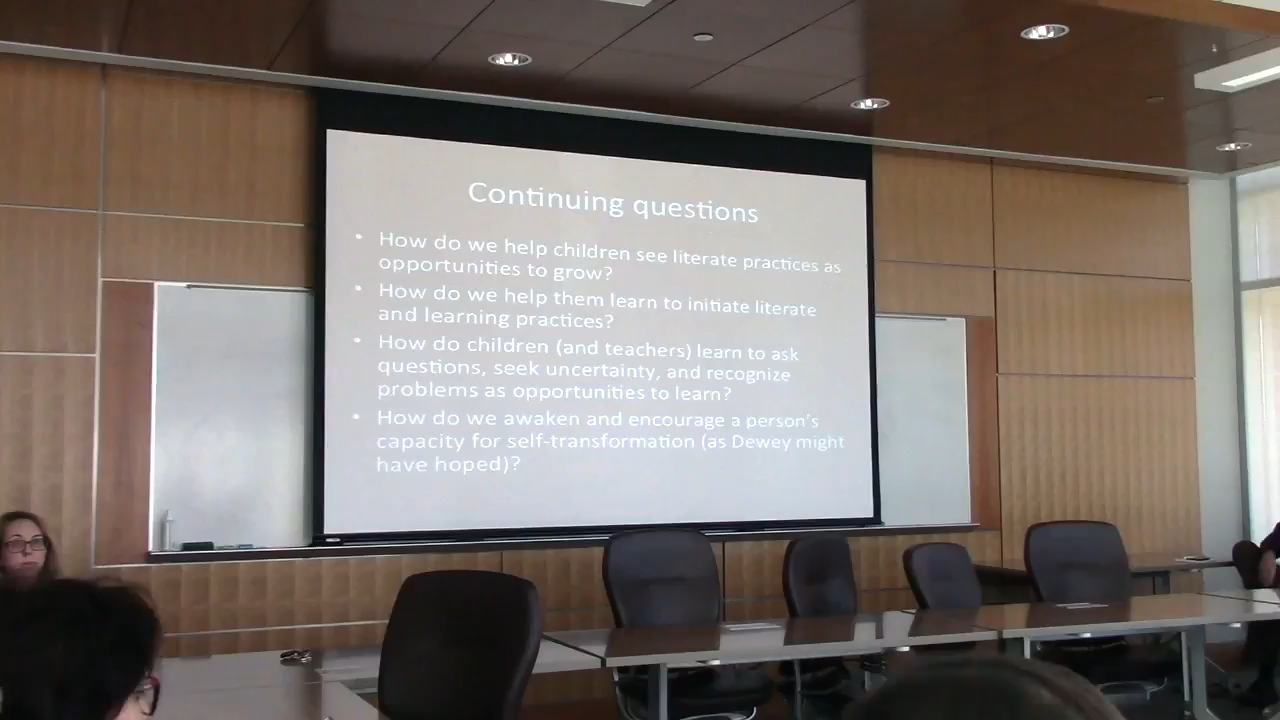 Continuing questions
• How do we help children see literate practices as
opportunities to grow?
• How do we help them learn to initiate literate
and learning practices?
• How do children (and teachers) learn to ask
questions, seek uncertainty, and recognize
problems as opportunities to learn?
• How do we awaken and encourage a person's
capacity for self-transformation (as Dewey might
have hoped)?